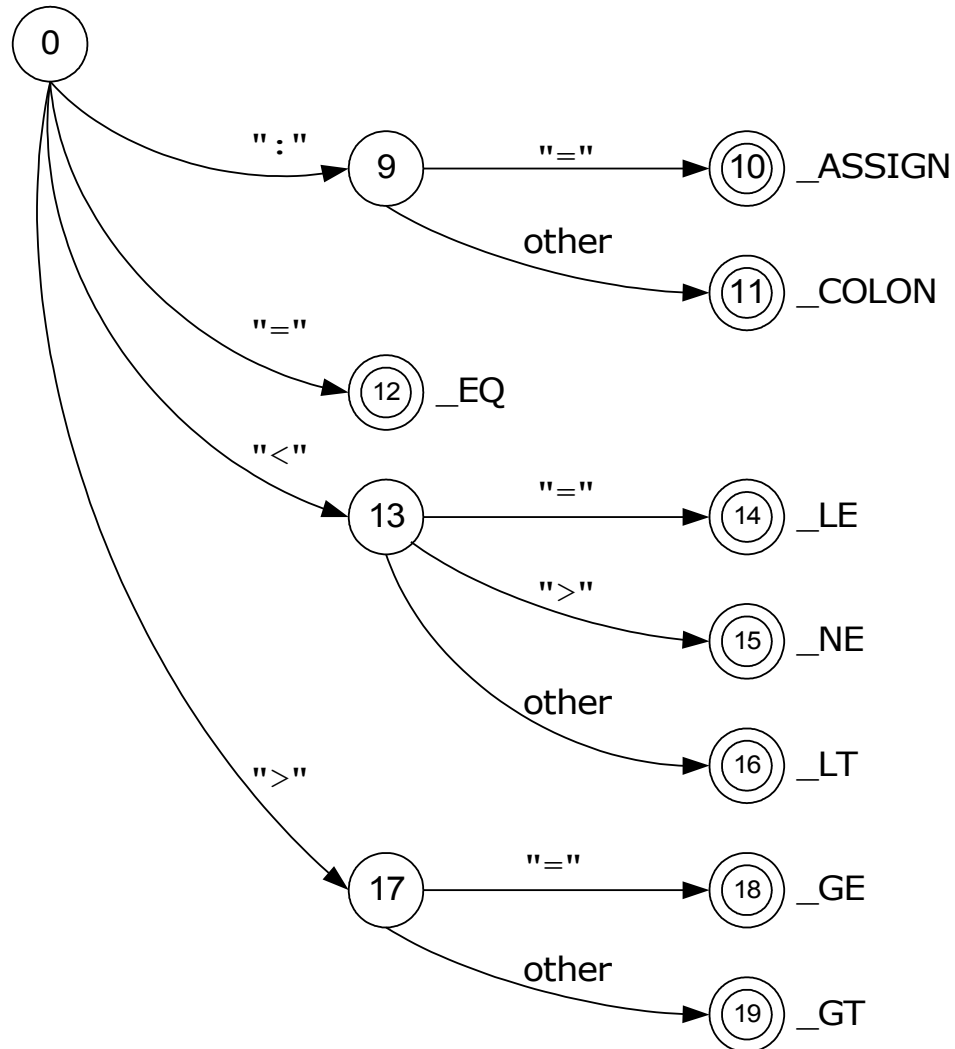 0
":"
9
"="
10
_ASSIGN
other
11
_COLON
"="
12
_EQ
"<"
13
"="
14
_LE
">"
15
_NE
other
16
_LT
">"
17
"="
18
_GE
other
19
_GT